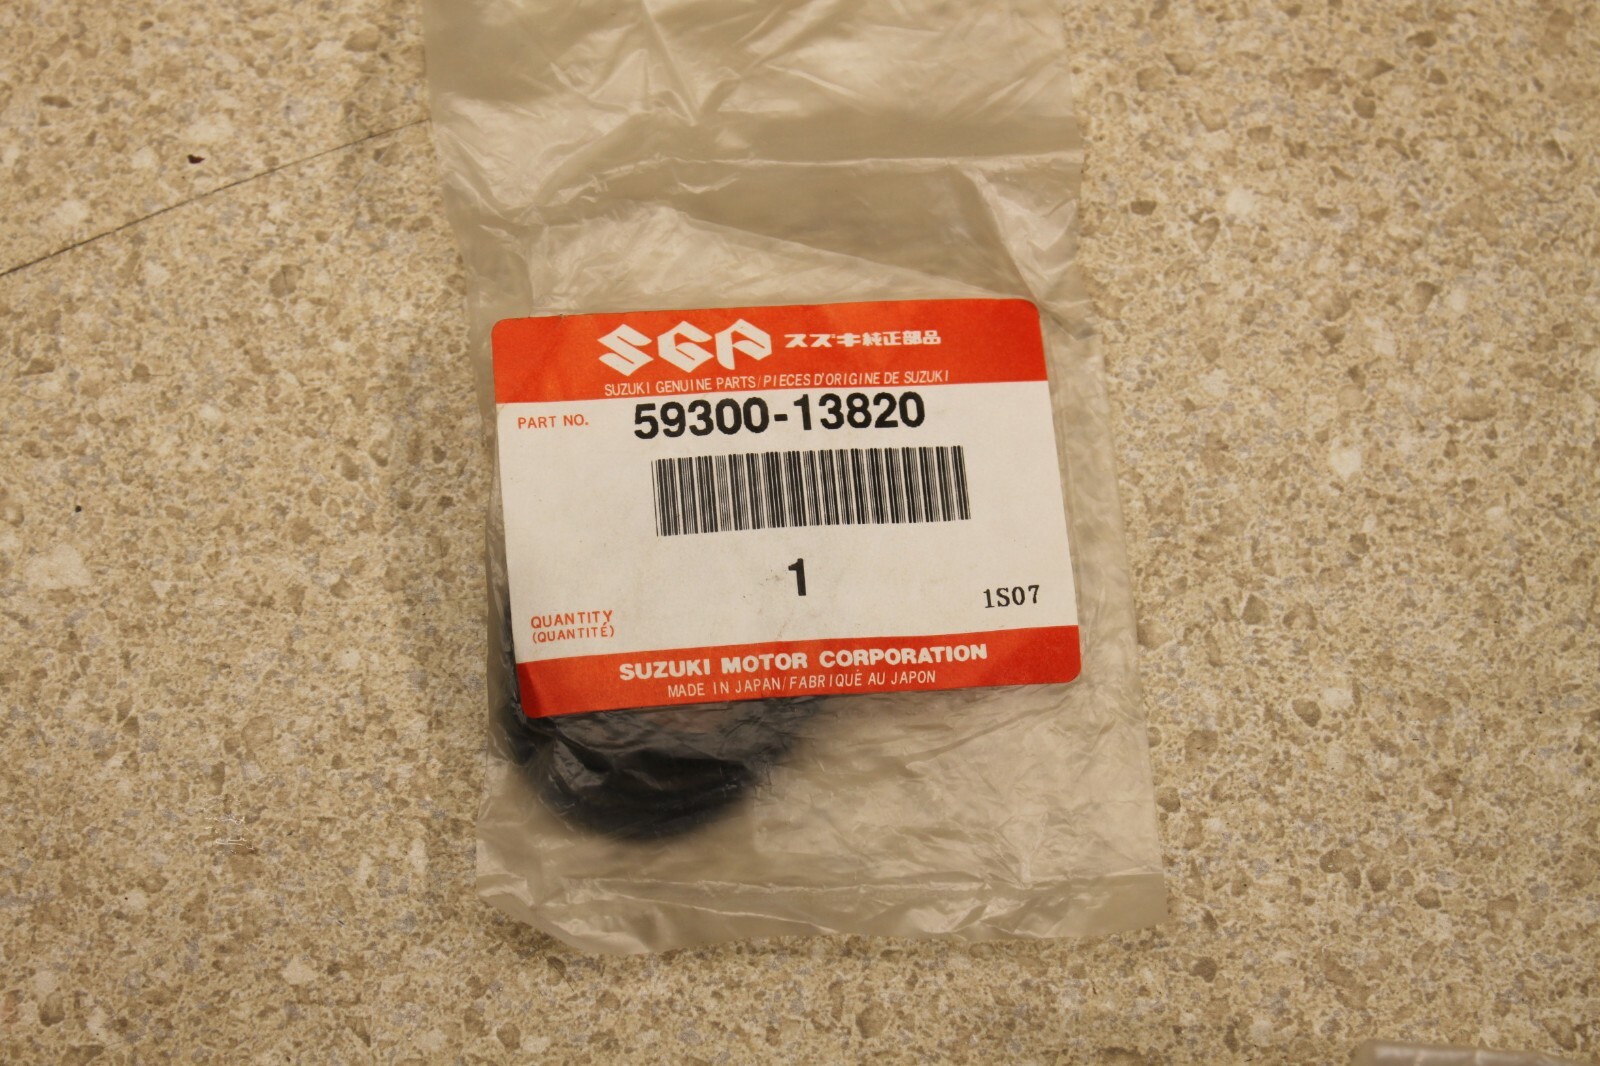 SGP スズキ純正部品
SUZUKI GENUINE PARTS/PIECES D'ORIGINE DE SUZUKI
PART NO. 59300-13820
1
1S07
QUANTITY
(QUANTITÉ)
SUZUKI MOTOR CORPORATION
MADE IN JAPAN/FABRIQUÉ AU JAPON